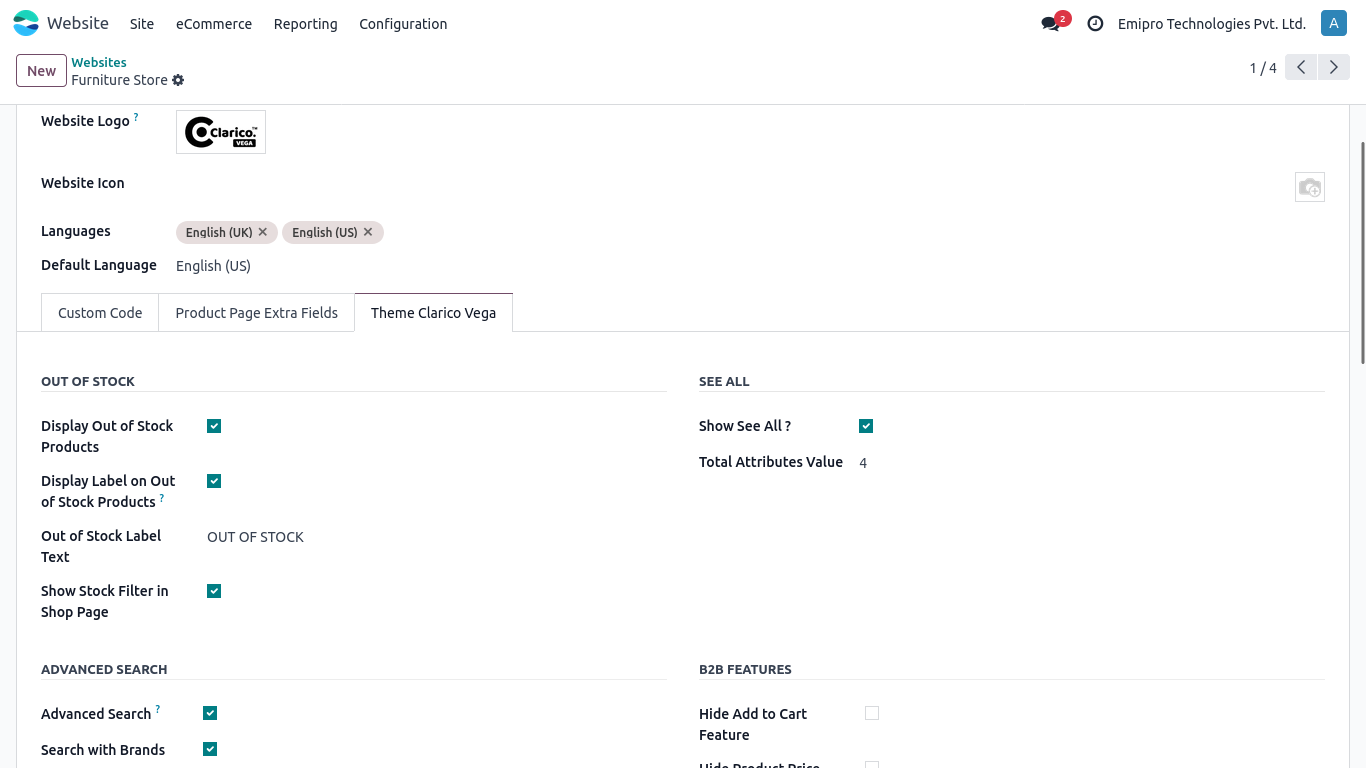 Website Site eCommerce Reporting Configuration 2 Emipro Technologies Pvt. Ltd. A
New Websites 1 / 4
Furniture Store
Website Logo ? Clarico.™ VEGA
Website Icon
Languages English (UK) ✕ English (US) ✕
Default Language English (US)
Custom Code Product Page Extra Fields Theme Clarico Vega
OUT OF STOCK SEE ALL
Display Out of Stock Products Show See All ?
Total Attributes Value 4
Display Label on Out of Stock Products ?
Out of Stock Label Text OUT OF STOCK
Show Stock Filter in Shop Page
ADVANCED SEARCH B2B FEATURES
Advanced Search ? Hide Add to Cart Feature
Search with Brands Hide Product Price